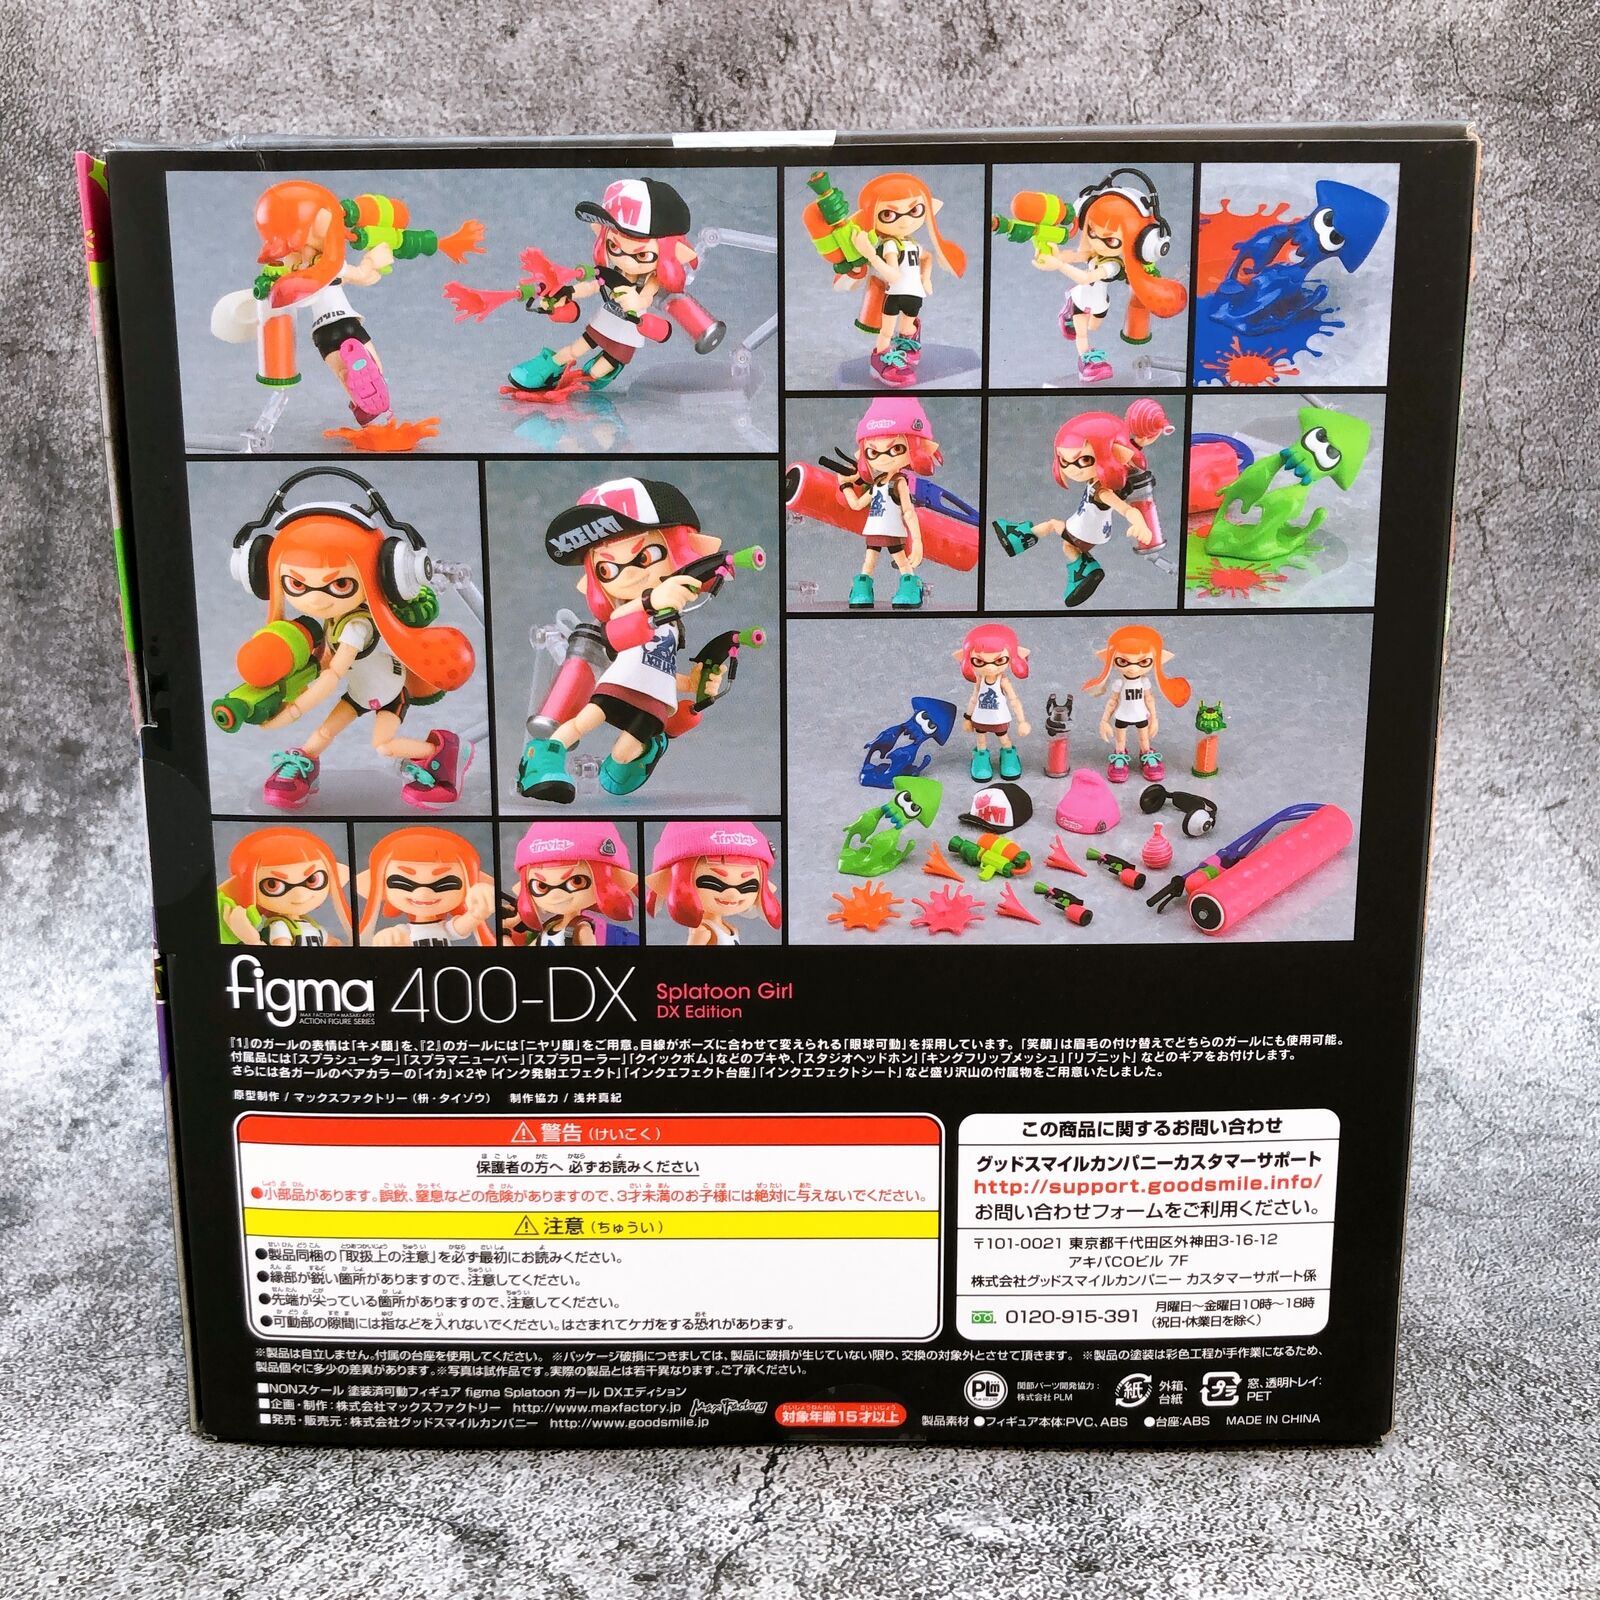 figma
MAX FACTORY × MASAKI APSY
ACTION FIGURE SERIES
400-DX
Splatoon Girl
DX Edition
『1』のガールの表情は「キメ顔」を、『2』のガールには「ニヤリ顔」をご用意。目線がポーズに合わせて変えられる「眼球可動」を採用しています。「笑顔」は眉毛の付け替えでどちらのガールにも使用可能。
付属品には「スプラシューター」「スプラマニューバー」「スプラローラー」「クイックボム」などのブキや、「スタジオヘッドホン」「キングフリップメッシュ」「リブニット」などのギアをお付けします。
さらには各ガールのペアカラーの「イカ」×2や「インク発射エフェクト」「インクエフェクト台座」「インクエフェクトシート」など盛り沢山の付属物をご用意いたしました。
原型制作 / マックスファクトリー(枡・タイゾウ) 制作協力 / 浅井真紀
⚠ 警告 (けいこく)
保護者の方へ 必ずお読みください
●小部品があります。誤飲、窒息などの危険がありますので、3才未満のお子様には絶対に与えないでください。
⚠ 注意 (ちゅうい)
●製品同梱の「取扱上の注意」を必ず最初にお読みください。
●縁部が鋭い箇所がありますので、注意してください。
●先端が尖っている箇所がありますので、注意してください。
●可動部の隙間には指などを入れないでください。はさまれてケガをする恐れがあります。
この商品に関するお問い合わせ
グッドスマイルカンパニーカスタマーサポート
http://support.goodsmile.info/
お問い合わせフォームをご利用ください。
〒101-0021 東京都千代田区外神田3-16-12
アキバCOビル 7F
株式会社グッドスマイルカンパニー カスタマーサポート係
0120-915-391 月曜日～金曜日10時～18時
(祝日・休業日を除く)
※製品は自立しません。付属の台座を使用してください。 ※パッケージ破損につきましては、製品に破損が生じていない限り、交換の対象外とさせて頂きます。 ※製品の塗装は彩色工程が手作業になるため、
製品個々に多少の差異があります。※写真は試作品です。実際の製品とは若干異なります。ご了承ください。
■NONスケール 塗装済可動フィギュア figma Splatoon ガール DXエディション
■企画・制作：株式会社マックスファクトリー http://www.maxfactory.jp Max Factory
■発売・販売元：株式会社グッドスマイルカンパニー http://www.goodsmile.jp
対象年齢15才以上
PLM
関節パーツ開発協力：
株式会社 PLM
紙
外箱、
台紙
プラ
窓、透明トレイ：
PET
製品素材 ●フィギュア本体：PVC、ABS ●台座：ABS MADE IN CHINA